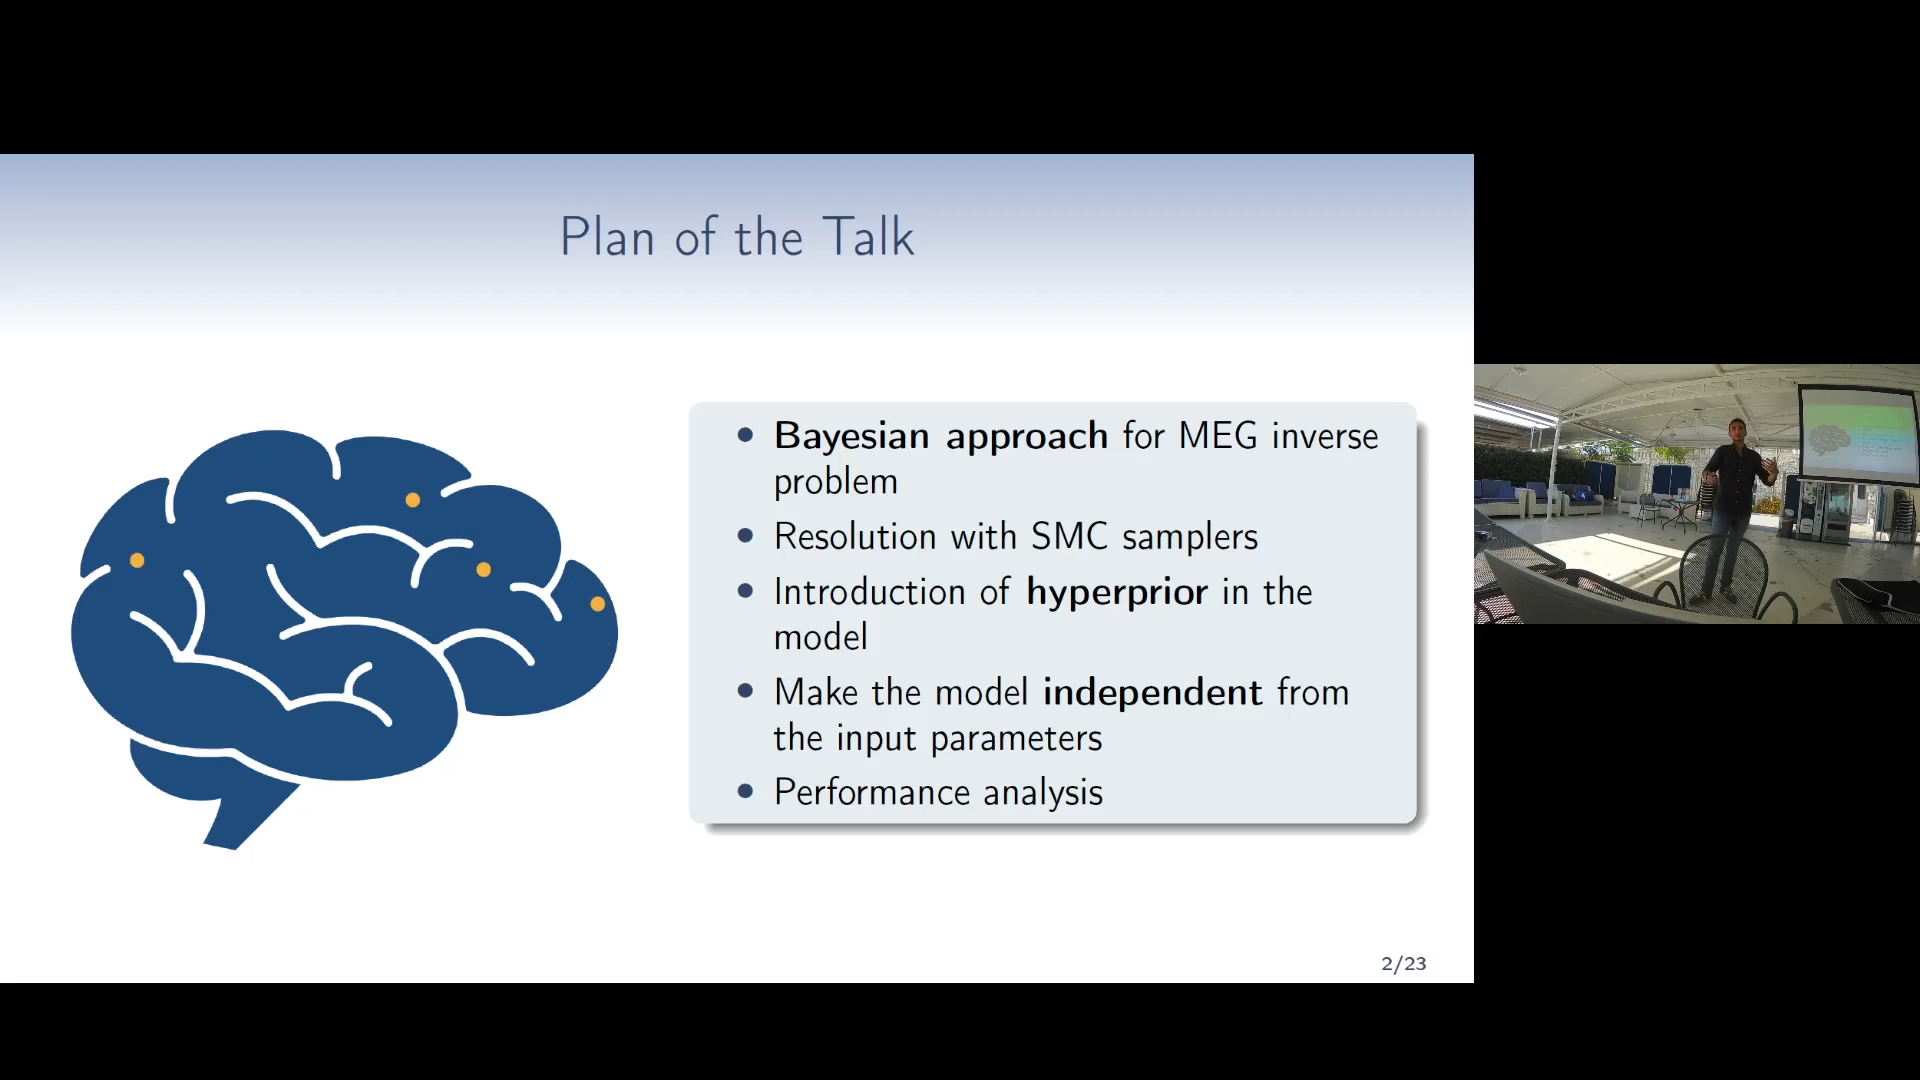 Plan of the Talk
• Bayesian approach for MEG inverse
problem
• Resolution with SMC samplers
• Introduction of hyperprior in the
model
• Make the model independent from
the input parameters
• Performance analysis
2/23